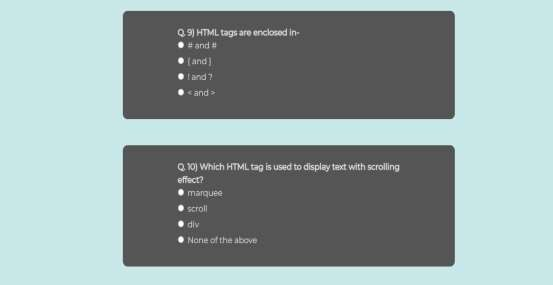 Q. 9) HTML tags are enclosed in-
# and #
{ and }
! and ?
< and >
Q. 10) Which HTML tag is used to display text with scrolling
effect?
marquee
scroll
div
None of the above